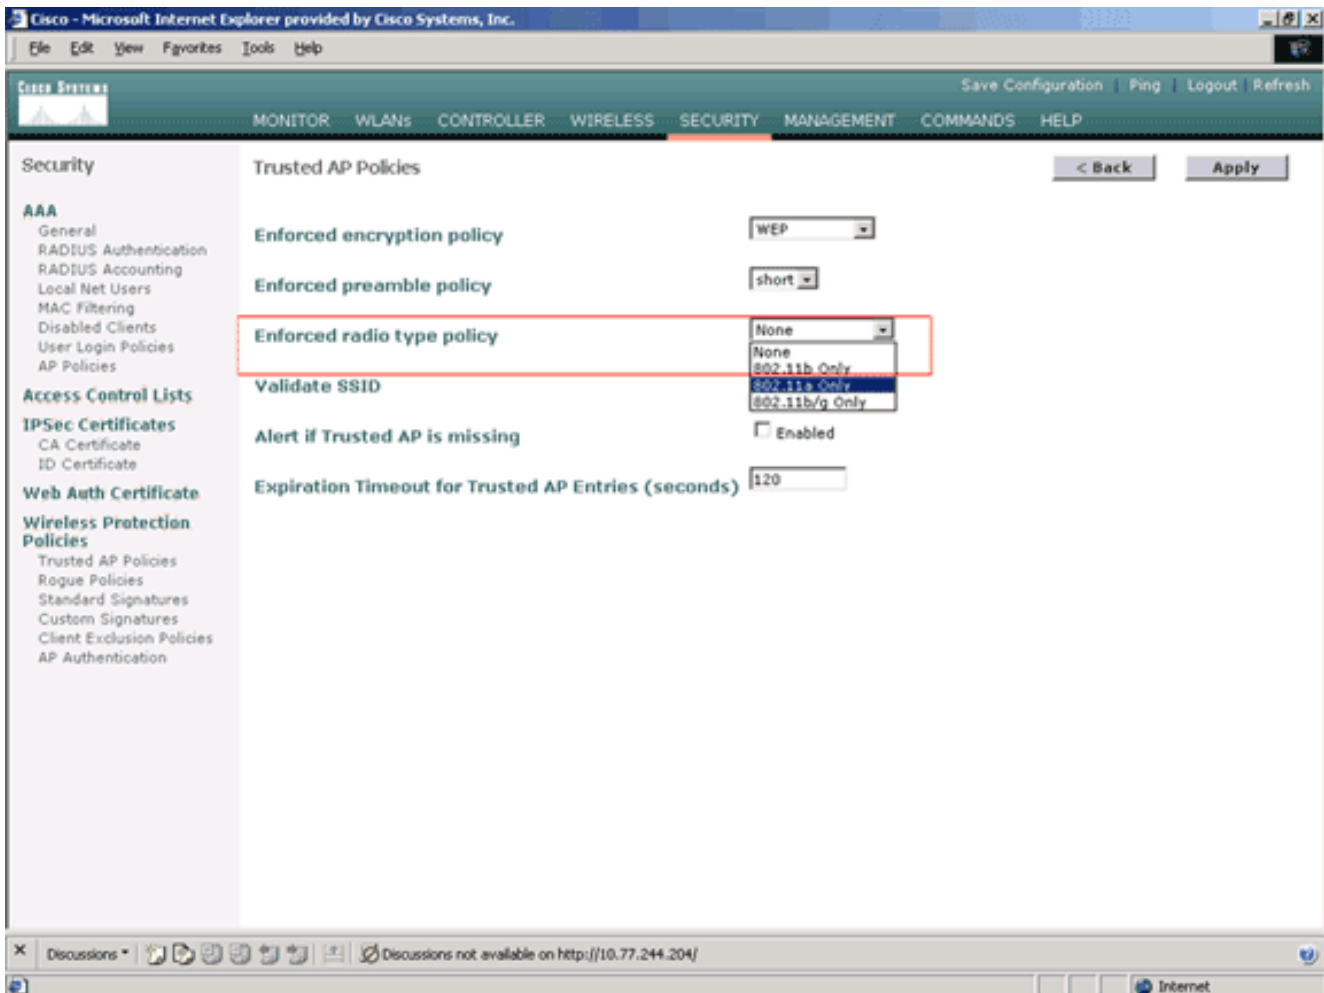 Cisco - Microsoft Internet Explorer provided by Cisco Systems, Inc.
File Edit View Favorites Tools Help
CISCO SYSTEMS
Save Configuration | Ping | Logout | Refresh
MONITOR WLANs CONTROLLER WIRELESS SECURITY MANAGEMENT COMMANDS HELP
Security
Trusted AP Policies
< Back
Apply
AAA
General
RADIUS Authentication
RADIUS Accounting
Local Net Users
MAC Filtering
Disabled Clients
User Login Policies
AP Policies
Access Control Lists
IPSec Certificates
CA Certificate
ID Certificate
Web Auth Certificate
Wireless Protection
Policies
Trusted AP Policies
Rogue Policies
Standard Signatures
Custom Signatures
Client Exclusion Policies
AP Authentication
Enforced encryption policy WEP
Enforced preamble policy short
Enforced radio type policy None
None
802.11b Only
802.11a Only
802.11b/g Only
Validate SSID
Alert if Trusted AP is missing Enabled
Expiration Timeout for Trusted AP Entries (seconds) 120
Discussions Discussions not available on http://10.77.244.204/
Internet